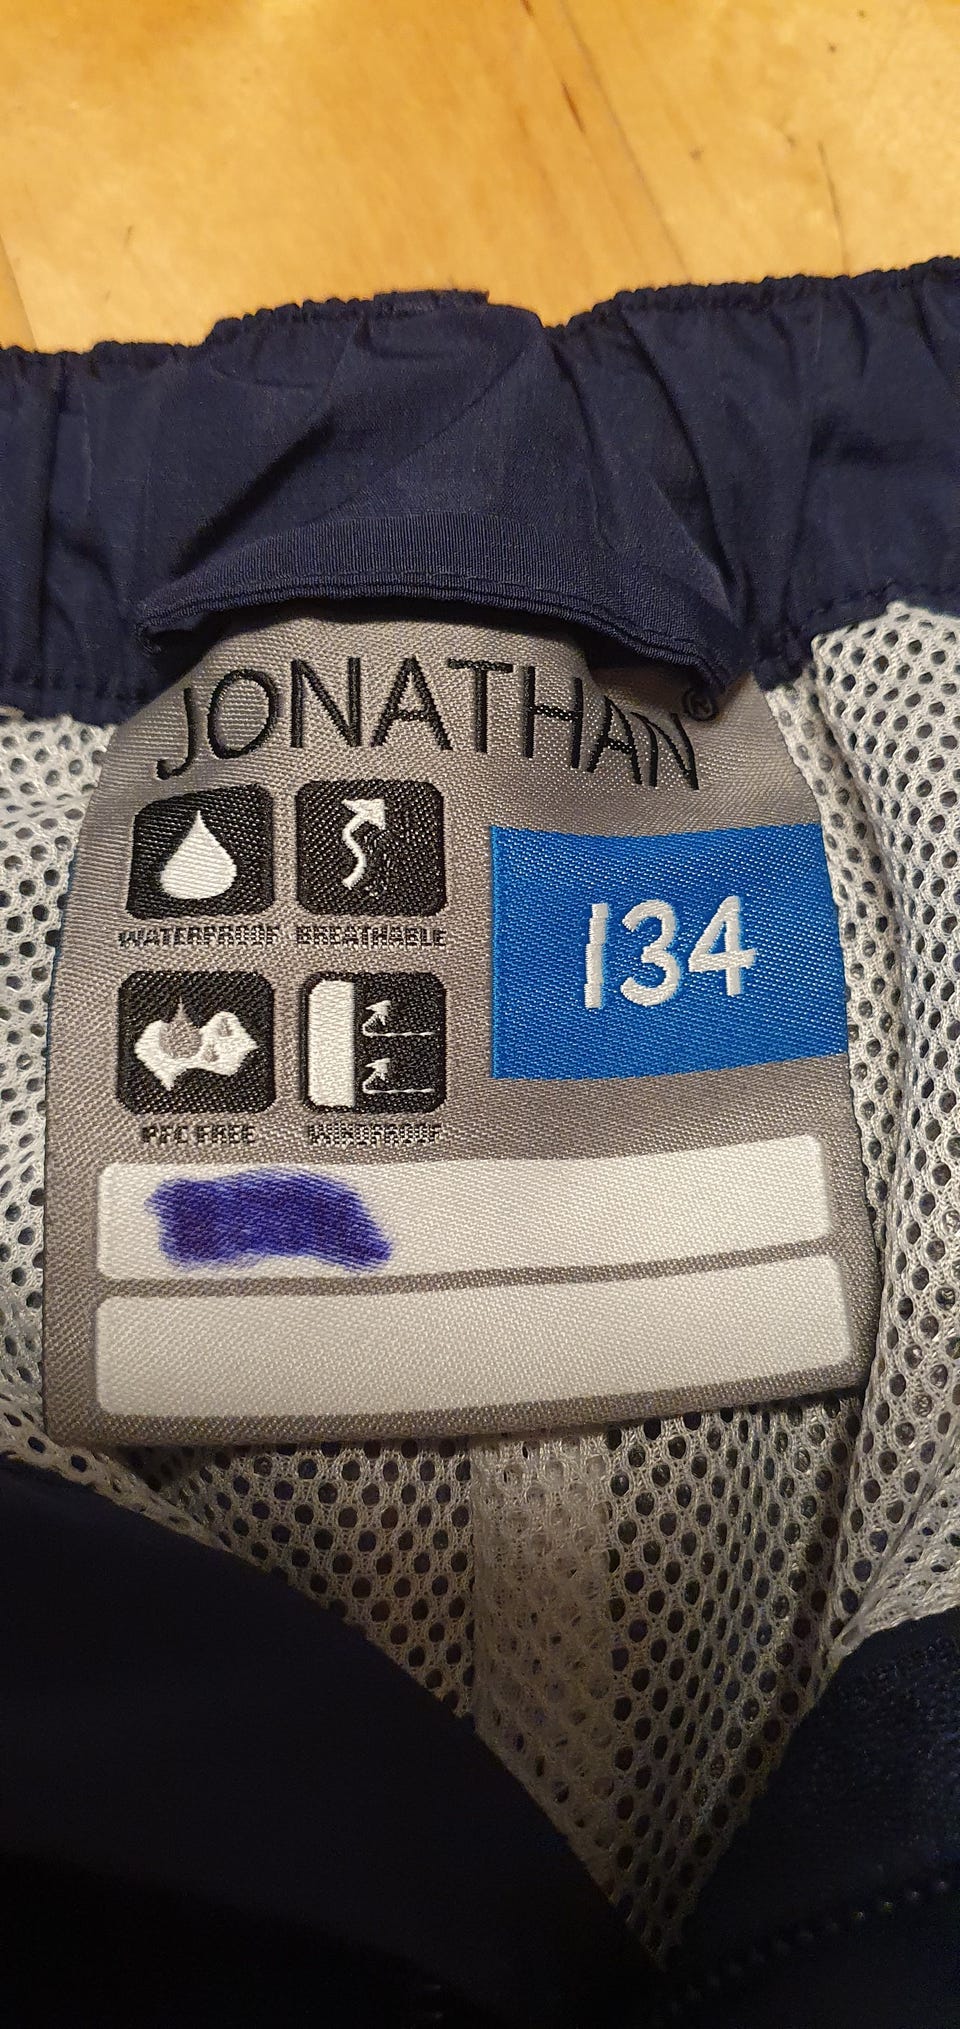 JONATHAN®
WATERPROOF BREATHABLE
134
PFC FREE WINDPROOF